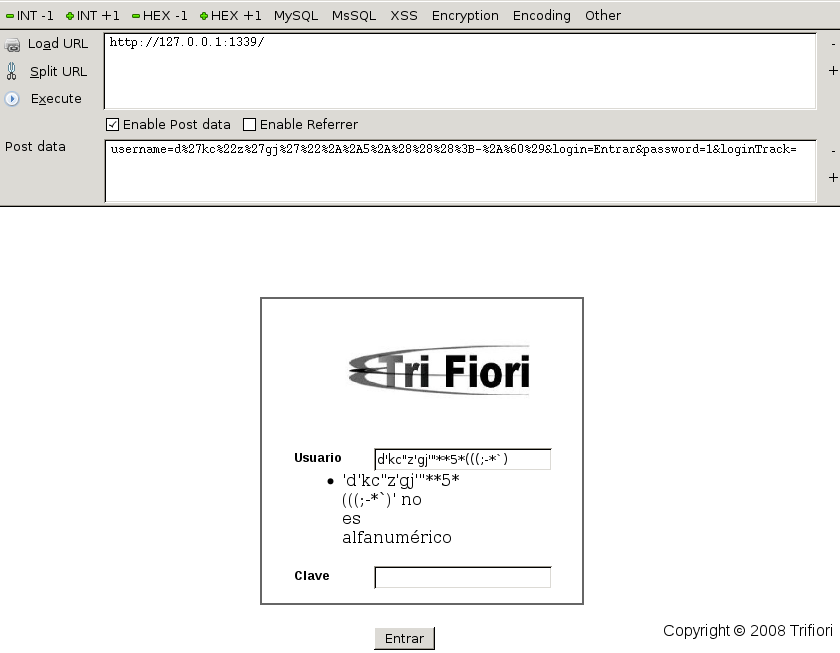 INT -1 INT +1 HEX -1 HEX +1 MySQL MsSQL XSS Encryption Encoding Other
Load URL
http://127.0.0.1:1339/
-
Split URL
+
Execute
Enable Post data Enable Referrer
Post data
username=d%27kc%22z%27gj%27%22%2A%2A5%2A%28%28%28%3B-%2A%60%29&login=Entrar&password=1&loginTrack=
-
+
Tri Fiori
Usuario
d'kc"z'gj'"**5*(((;-*`)
'd'kc"z'gj'"**5*
(((;-*`)' no
es
alfanumérico
Clave
Entrar
Copyright © 2008 Trifiori